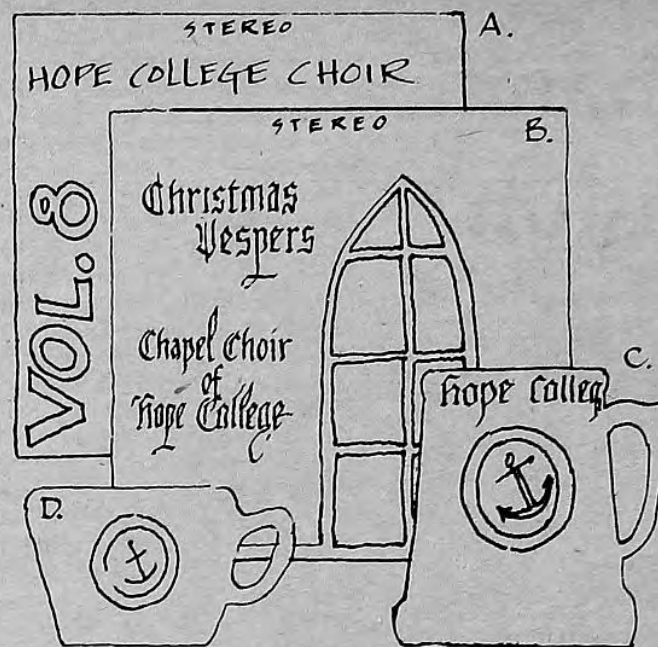 STEREO
A.
HOPE COLLEGE CHOIR
VOL. 8
STEREO
B.
Christmas
Vespers
Chapel Choir
of
Hope College
C.
Hope Colleg
D.